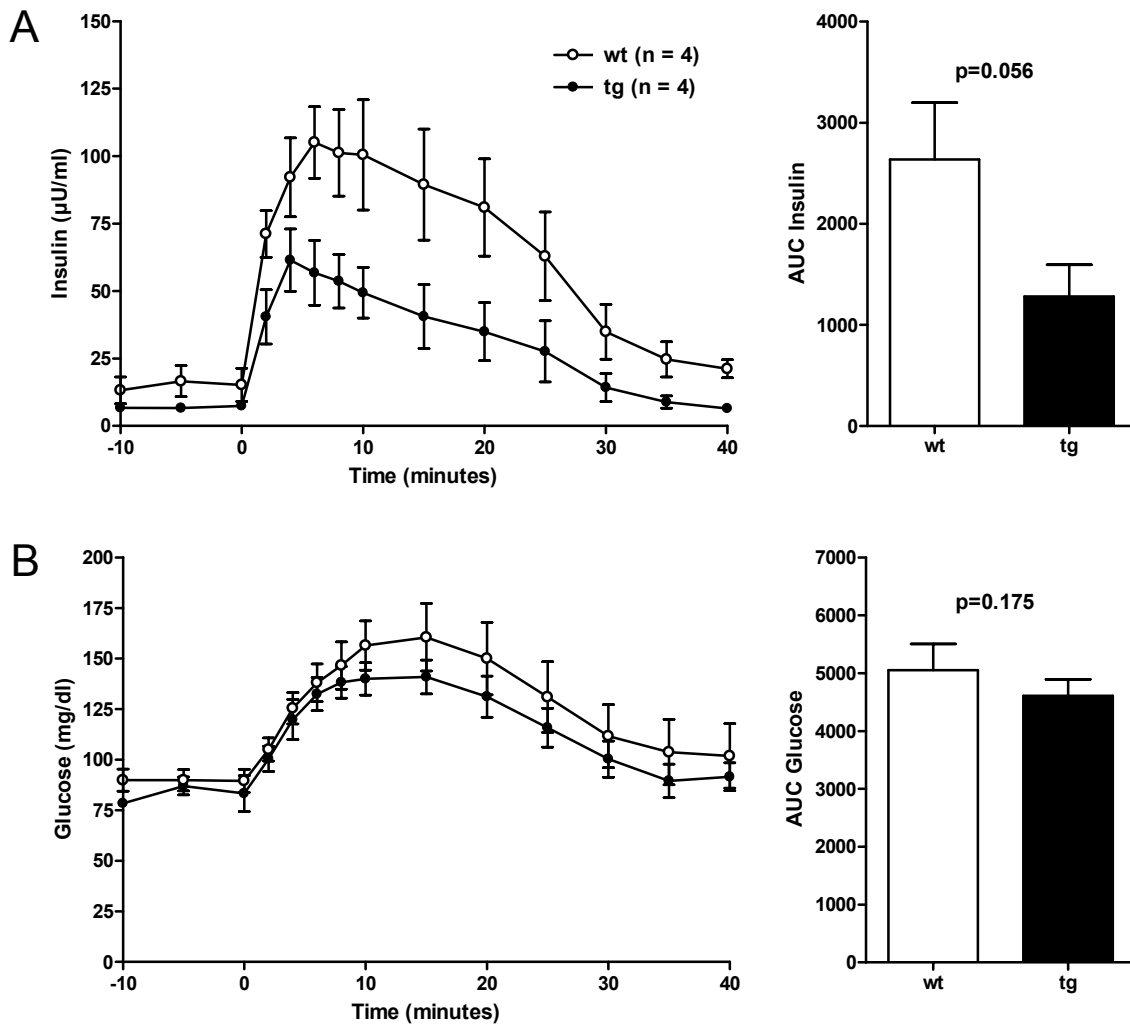 A
Insulin (µU/ml)
150
125
100
75
50
25
0
wt (n = 4)
tg (n = 4)
-10 0 10 20 30 40
Time (minutes)
AUC Insulin
4000
3000
2000
1000
0
p=0.056
wt tg
B
Glucose (mg/dl)
200
175
150
125
100
75
50
25
0
-10 0 10 20 30 40
Time (minutes)
AUC Glucose
7000
6000
5000
4000
3000
2000
1000
0
p=0.175
wt tg